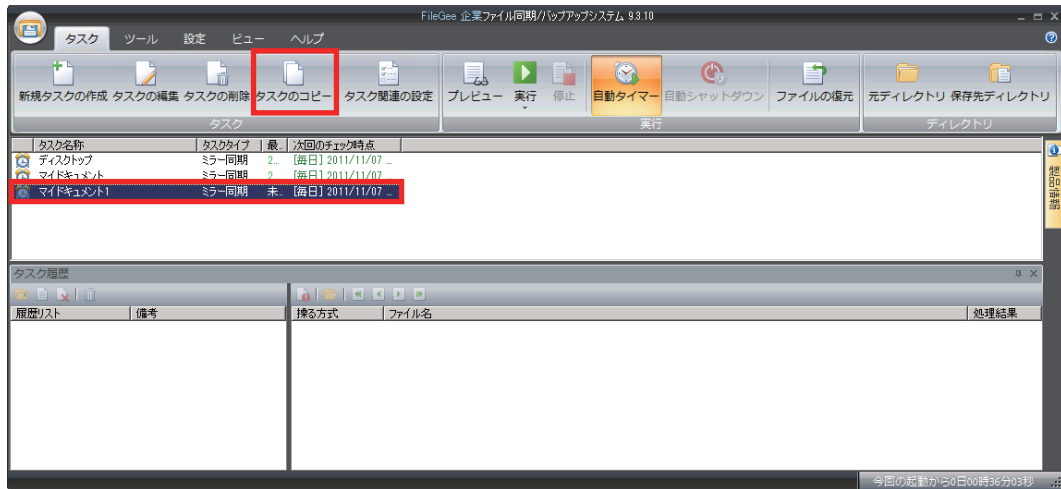 FileGee 企業ファイル同期/バップアップシステム 9.3.10
タスク ツール 設定 ビュー ヘルプ
新規タスクの作成 タスクの編集 タスクの削除 タスクのコピー タスク関連の設定 プレビュー 実行 停止 自動タイマー 自動シャットダウン ファイルの復元 元ディレクトリ 保存先ディレクトリ
タスク 実行 ディレクトリ
タスク名称 タスクタイプ 最.. 次回のチェック時点
ディスクトップ ミラー同期 2... [毎日] 2011/11/07 ...
マイドキュメント ミラー同期 2... [毎日] 2011/11/07 ...
マイドキュメント1 ミラー同期 未.. [毎日] 2011/11/07 ...
製品情報
タスク履歴
履歴リスト 備考 操る方式 ファイル名 処理結果
今回の起動から0日00時36分03秒